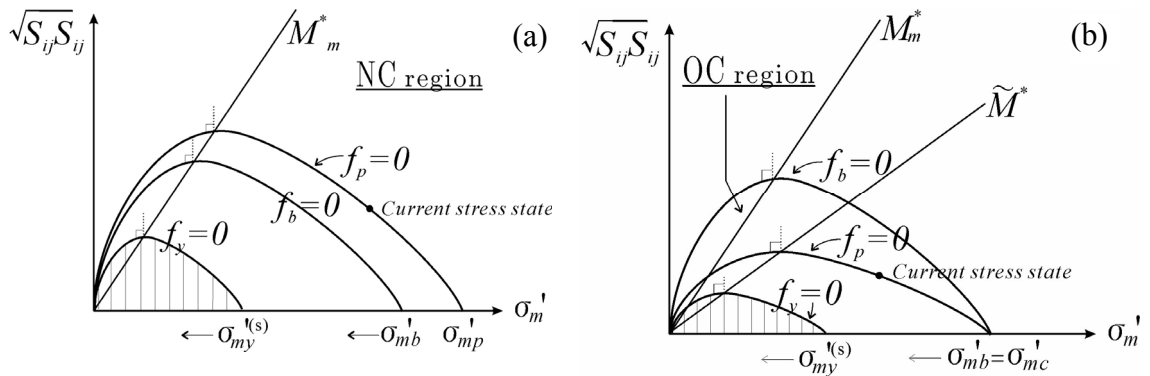 √SijSij
M*m
(a)
NC region
fp=0
fb=0
Current stress state
fy=0
σm'
σ'my(s)
σ'mb
σ'mp
√SijSij
M*m
(b)
OC region
M̃*
fb=0
fp=0
Current stress state
fy=0
σm'
σ'my(s)
σ'mb=σ'mc